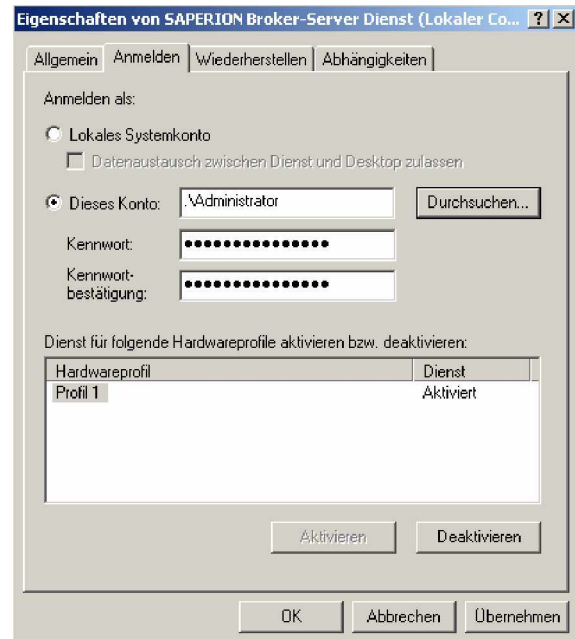 Eigenschaften von SAPERION Broker-Server Dienst (Lokaler Co...
Allgemein Anmelden Wiederherstellen Abhängigkeiten
Anmelden als:
Lokales Systemkonto
Datenaustausch zwischen Dienst und Desktop zulassen
Dieses Konto: .\Administrator Durchsuchen...
Kennwort: ●●●●●●●●●●●●●●●
Kennwort-
bestätigung: ●●●●●●●●●●●●●●●
Dienst für folgende Hardwareprofile aktivieren bzw. deaktivieren:
Hardwareprofil Dienst
Profil 1 Aktiviert
Aktivieren Deaktivieren
OK Abbrechen Übernehmen